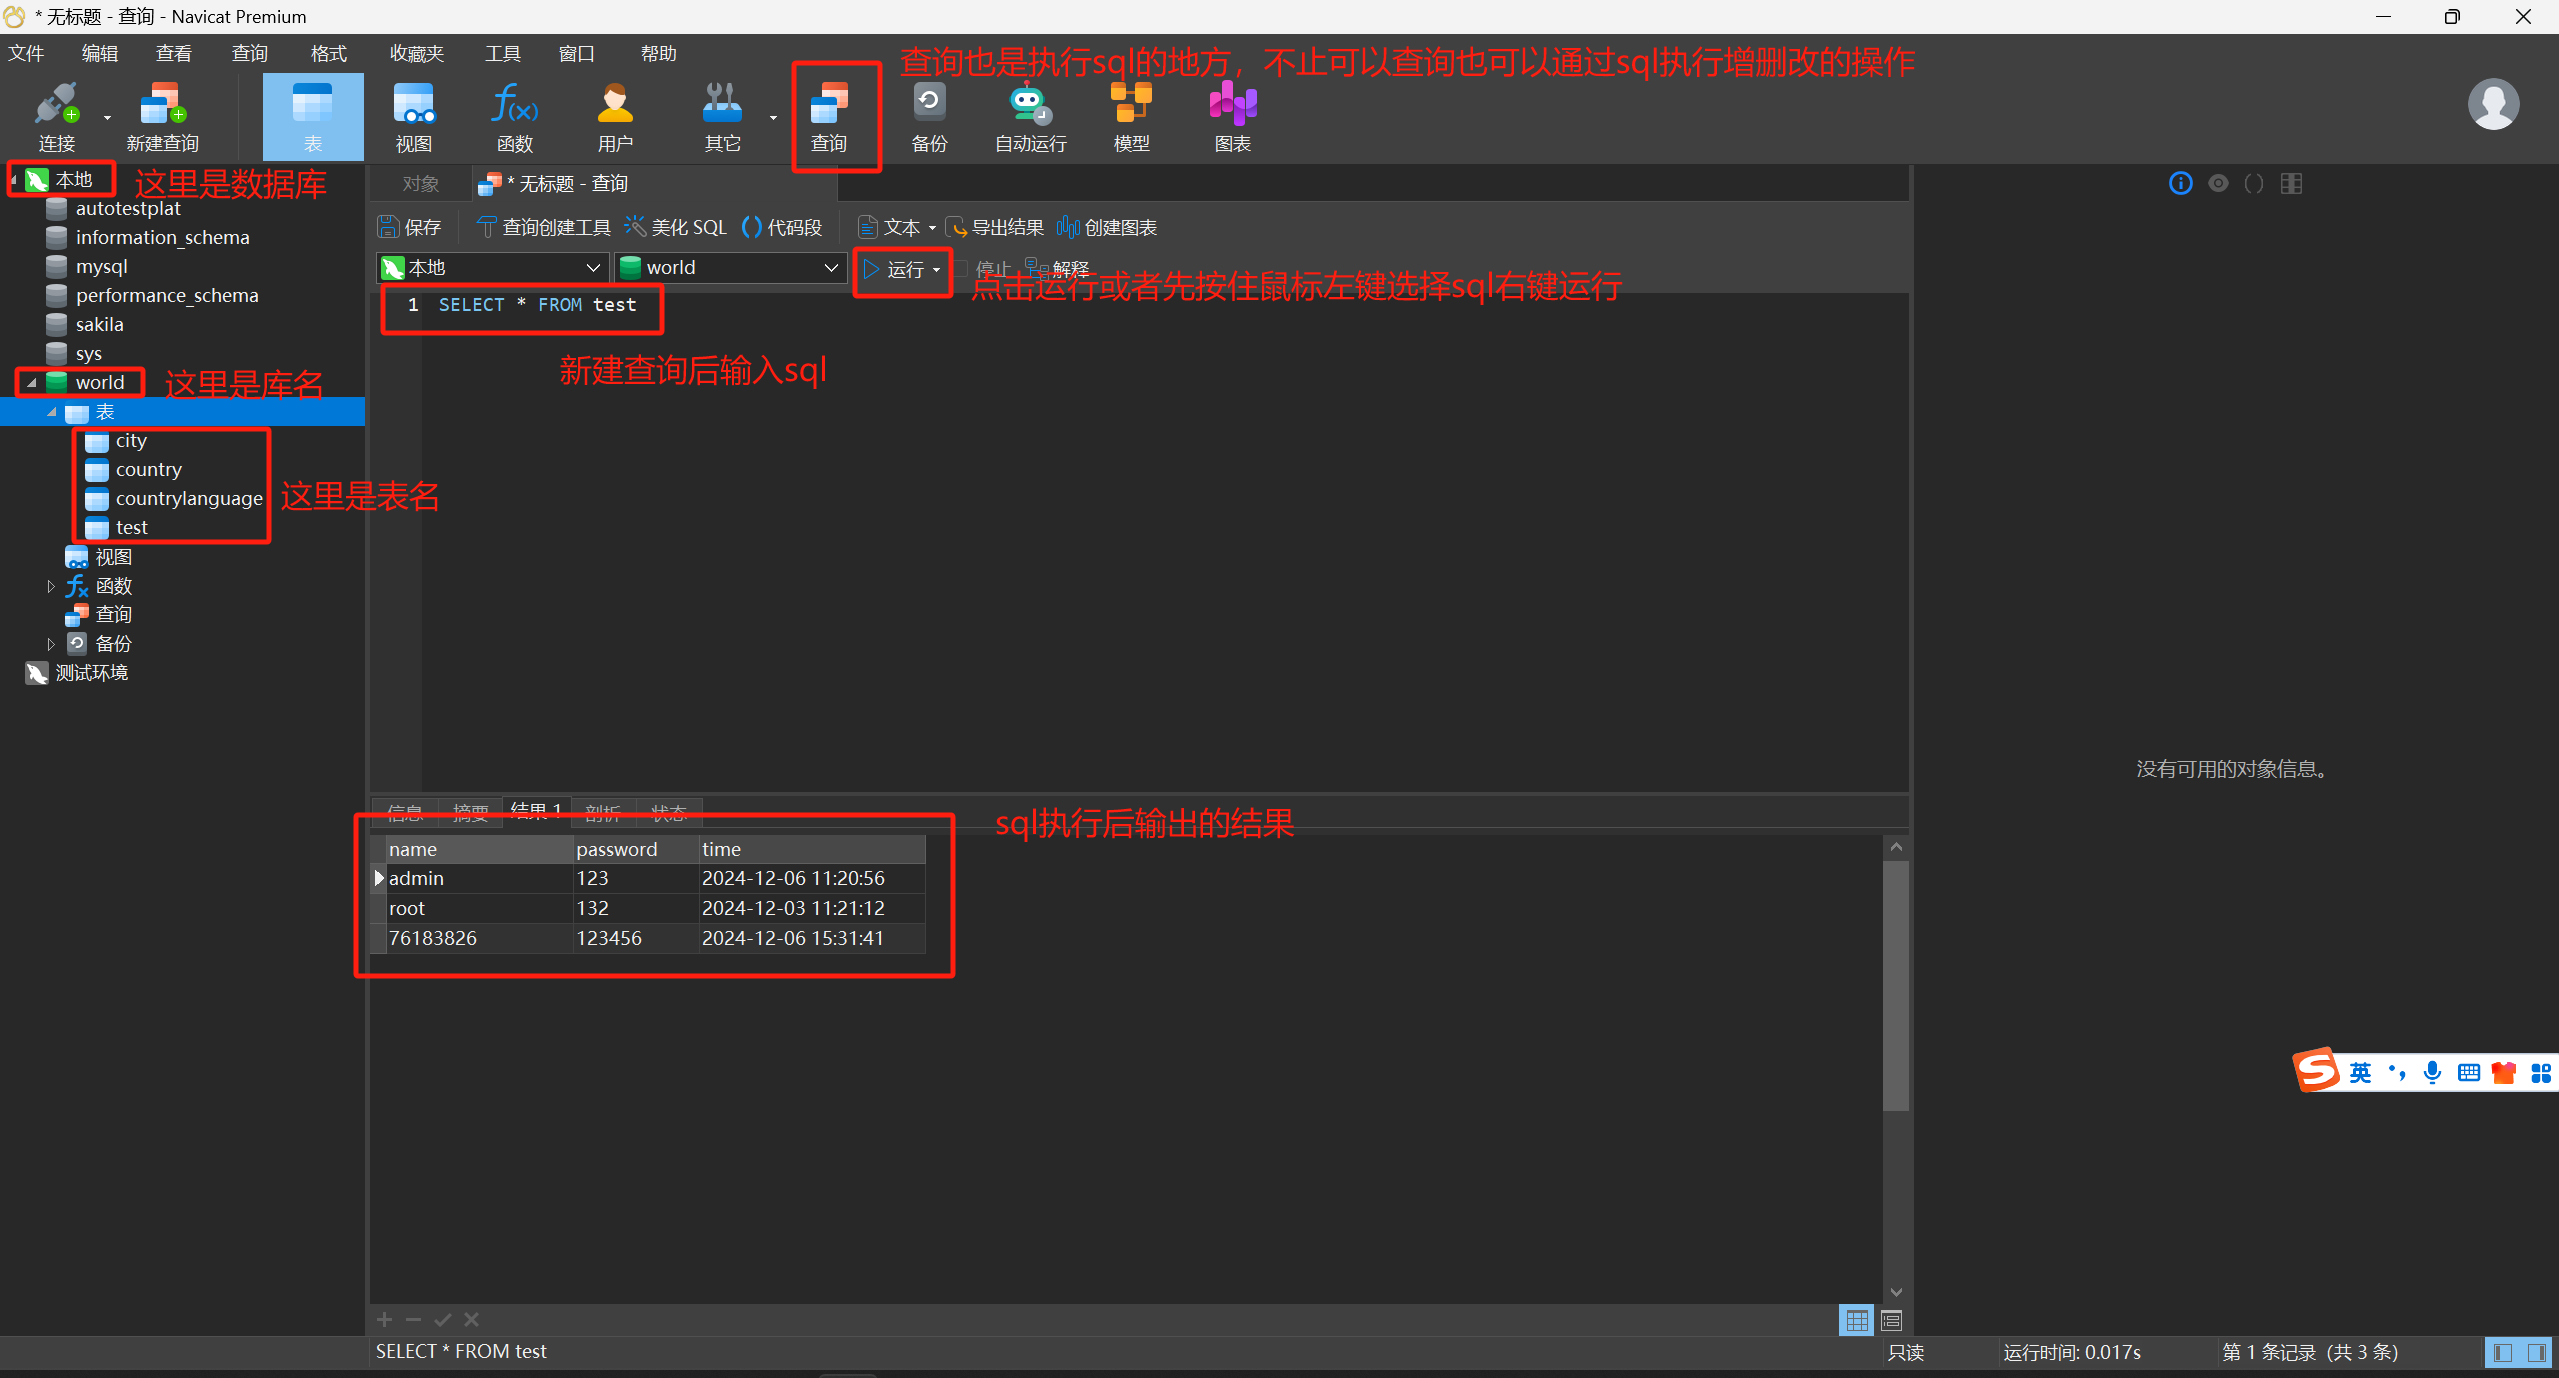 * 无标题 - 查询 - Navicat Premium
文件 编辑 查看 查询 格式 收藏夹 工具 窗口 帮助
查询也是执行sql的地方，不止可以查询也可以通过sql执行增删改的操作
连接 新建查询 表 视图 函数 用户 其它 查询 备份 自动运行 模型 图表
本地 这里是数据库
autotestplat
information_schema
mysql
performance_schema
sakila
sys
world 这里是库名
表
city
country
countrylanguage
test
这里是表名
视图
函数
查询
备份
测试环境
对象 * 无标题 - 查询
保存 查询创建工具 美化 SQL () 代码段 文本 导出结果 创建图表
本地 world 运行 停止 解释
点击运行或者先按住鼠标左键选择sql右键运行
1 SELECT * FROM test
新建查询后输入sql
信息 摘要 结果 1 剖析 状态
sql执行后输出的结果
name password time
admin 123 2024-12-06 11:20:56
root 132 2024-12-03 11:21:12
76183826 123456 2024-12-06 15:31:41
没有可用的对象信息。
英
SELECT * FROM test 只读 运行时间: 0.017s 第 1 条记录 (共 3 条)